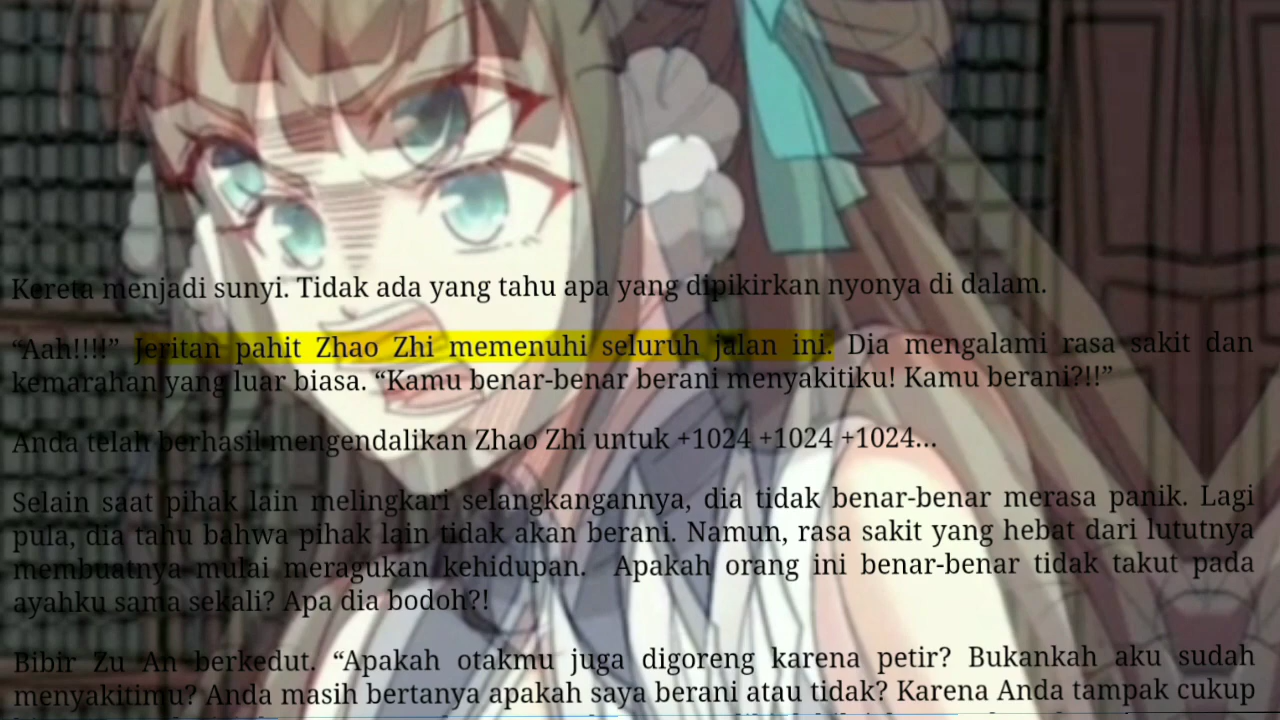 Kereta menjadi sunyi. Tidak ada yang tahu apa yang dipikirkan nyonya di dalam.
“Aah!!!!” Jeritan pahit Zhao Zhi memenuhi seluruh jalan ini. Dia mengalami rasa sakit dan
kemarahan yang luar biasa. “Kamu benar-benar berani menyakitiku! Kamu berani?!!”
Anda telah berhasil mengendalikan Zhao Zhi untuk +1024 +1024 +1024...
Selain saat pihak lain melingkari selangkangannya, dia tidak benar-benar merasa panik. Lagi
pula, dia tahu bahwa pihak lain tidak akan berani. Namun, rasa sakit yang hebat dari lututnya
membuatnya mulai meragukan kehidupan. Apakah orang ini benar-benar tidak takut pada
ayahku sama sekali? Apa dia bodoh?!
Bibir Zu An berkedut. “Apakah otakmu juga digoreng karena petir? Bukankah aku sudah
menyakitimu? Anda masih bertanya apakah saya berani atau tidak? Karena Anda tampak cukup